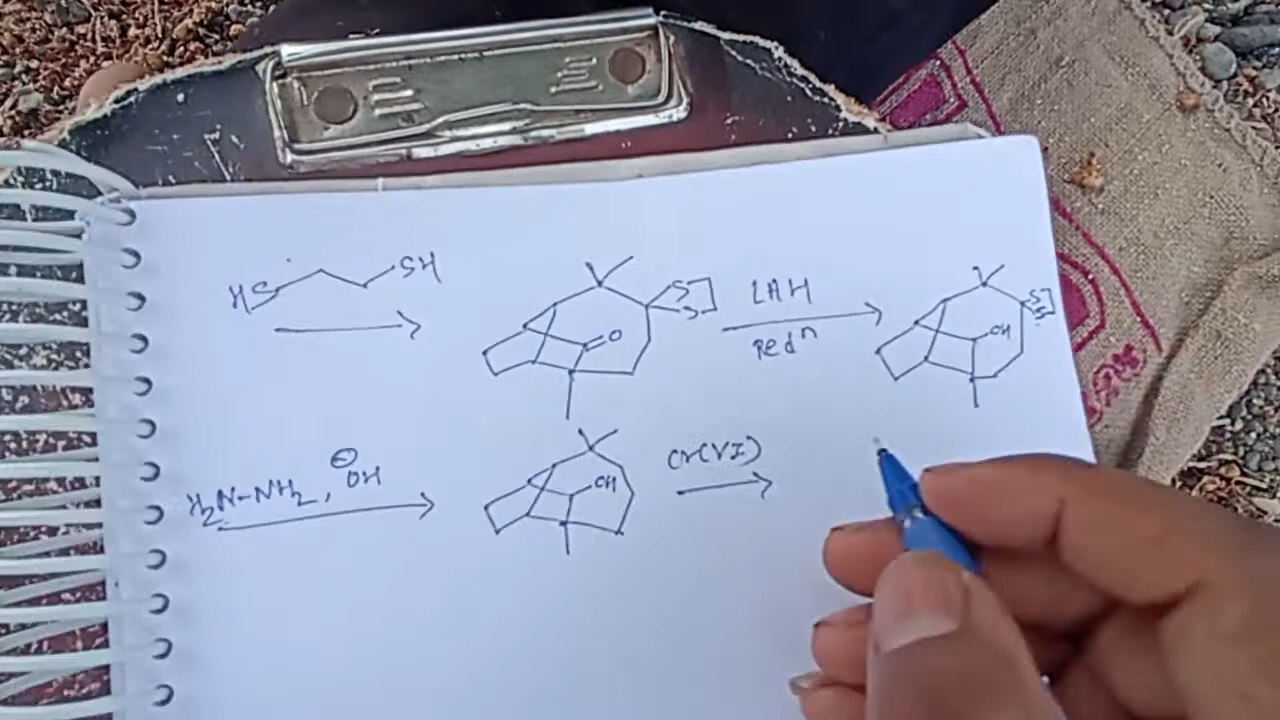 HS SH
S S O LAH redⁿ S S OH
H₂N-NH₂, ⊖OH OH Cr(VI)